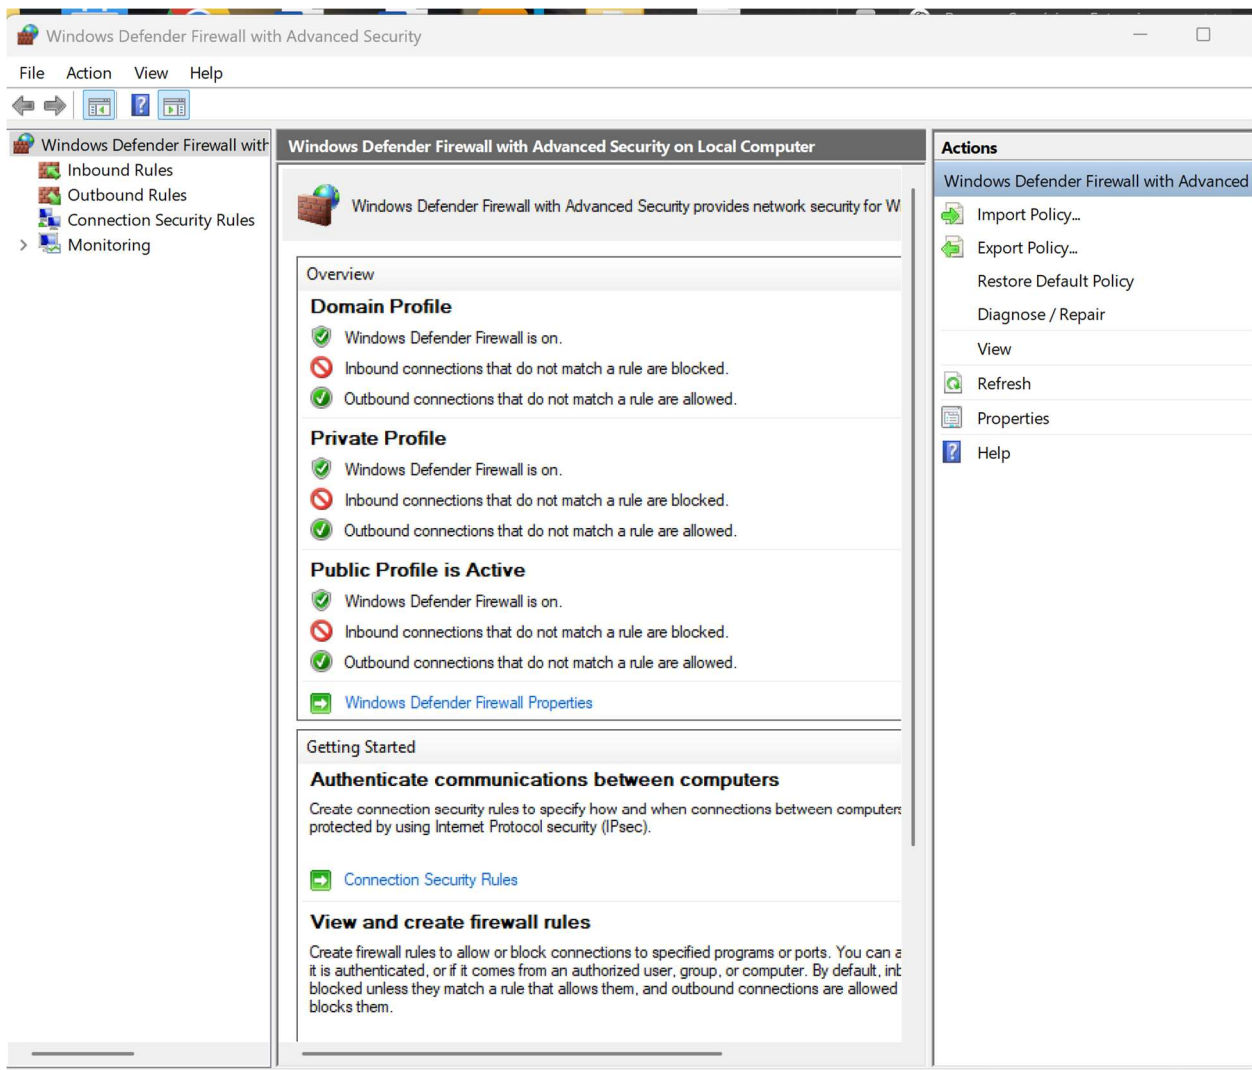 Windows Defender Firewall with Advanced Security
File Action View Help
Windows Defender Firewall with
Inbound Rules
Outbound Rules
Connection Security Rules
Monitoring
Windows Defender Firewall with Advanced Security on Local Computer
Windows Defender Firewall with Advanced Security provides network security for Wi
Overview
Domain Profile
Windows Defender Firewall is on.
Inbound connections that do not match a rule are blocked.
Outbound connections that do not match a rule are allowed.
Private Profile
Windows Defender Firewall is on.
Inbound connections that do not match a rule are blocked.
Outbound connections that do not match a rule are allowed.
Public Profile is Active
Windows Defender Firewall is on.
Inbound connections that do not match a rule are blocked.
Outbound connections that do not match a rule are allowed.
Windows Defender Firewall Properties
Getting Started
Authenticate communications between computers
Create connection security rules to specify how and when connections between computers
protected by using Internet Protocol security (IPsec).
Connection Security Rules
View and create firewall rules
Create firewall rules to allow or block connections to specified programs or ports. You can a
it is authenticated, or if it comes from an authorized user, group, or computer. By default, inb
blocked unless they match a rule that allows them, and outbound connections are allowed
blocks them.
Actions
Windows Defender Firewall with Advanced
Import Policy...
Export Policy...
Restore Default Policy
Diagnose / Repair
View
Refresh
Properties
Help